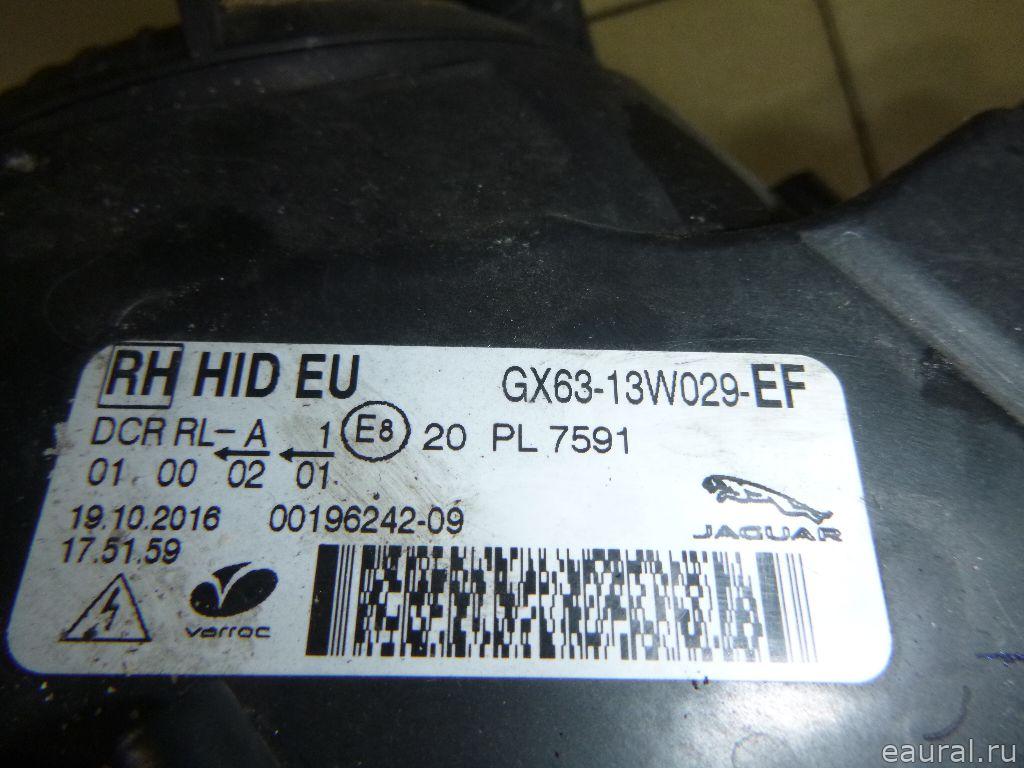 RH HID EU GX63-13W029-EF
DCR RL-A 1 E8 20 PL 7591
01 00 02 01
19.10.2016 00196242-09
17.51.59
JAGUAR
varroc
eaural.ru